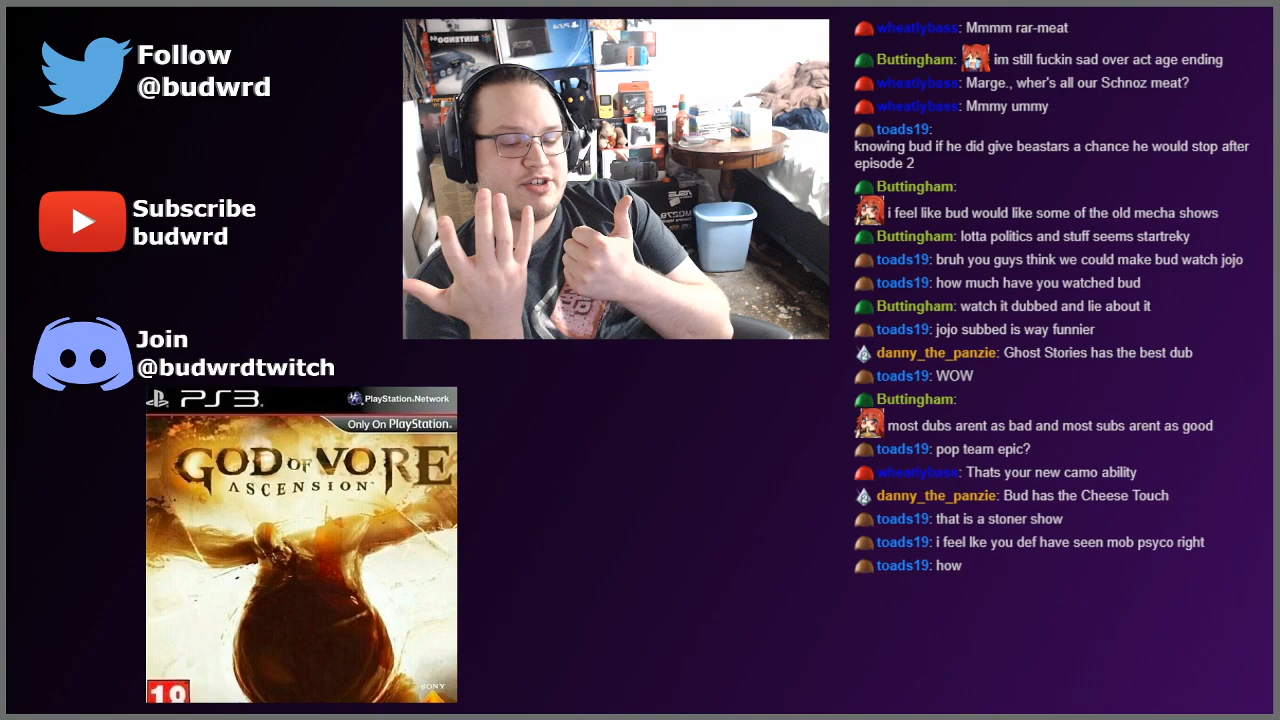 Follow
@budwrd
Subscribe
budwrd
Join
@budwrdtwitch
PS3
PlayStation Network
Only On PlayStation
GOD OF VORE
ASCENSION
18
SONY
wheatlybass: Mmmm rar-meat
Buttingham: im still fuckin sad over act age ending
wheatlybass: Marge., wher's all our Schnoz meat?
wheatlybass: Mmmy ummy
toads19:
knowing bud if he did give beastars a chance he would stop after
episode 2
Buttingham:
i feel like bud would like some of the old mecha shows
Buttingham: lotta politics and stuff seems startreky
toads19: bruh you guys think we could make bud watch jojo
toads19: how much have you watched bud
Buttingham: watch it dubbed and lie about it
toads19: jojo subbed is way funnier
danny_the_panzie: Ghost Stories has the best dub
toads19: WOW
Buttingham:
most dubs arent as bad and most subs arent as good
toads19: pop team epic?
wheatlybass: Thats your new camo ability
danny_the_panzie: Bud has the Cheese Touch
toads19: that is a stoner show
toads19: i feel lke you def have seen mob psyco right
toads19: how